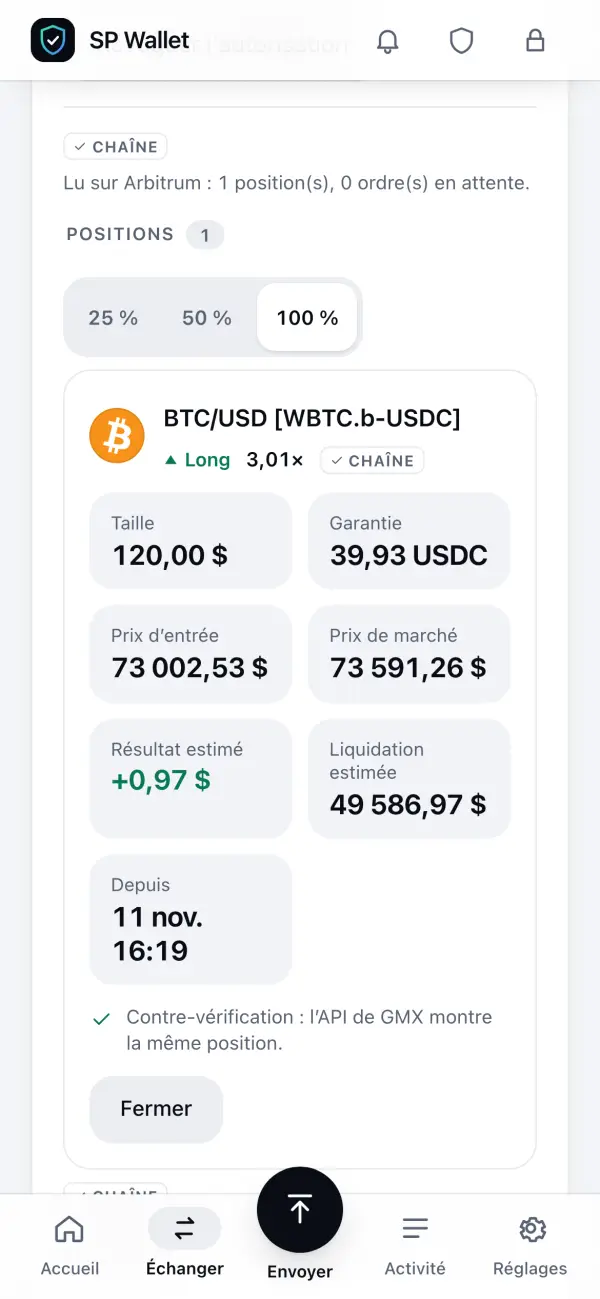 SP Wallet
CHAÎNE
Lu sur Arbitrum : 1 position(s), 0 ordre(s) en attente.
POSITIONS 1
25 % 50 % 100 %
BTC/USD [WBTC.b-USDC]
Long 3,01× CHAÎNE
Taille
120,00 $
Garantie
39,93 USDC
Prix d’entrée
73 002,53 $
Prix de marché
73 591,26 $
Résultat estimé
+0,97 $
Liquidation
estimée
49 586,97 $
Depuis
11 nov.
16:19
Contre-vérification : l’API de GMX montre
la même position.
Fermer
CHAÎNE
Accueil Échanger Envoyer Activité Réglages